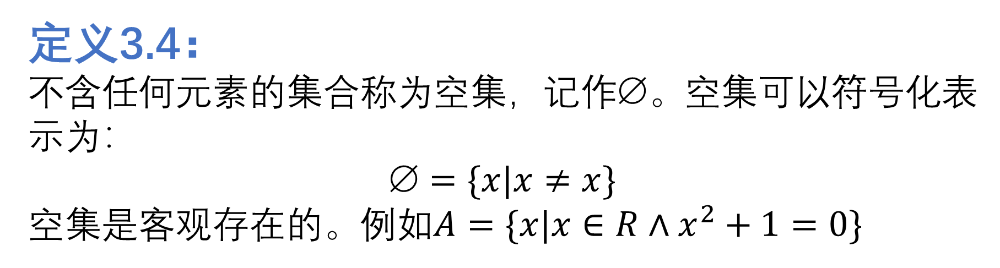 定义3.4：
不含任何元素的集合称为空集，记作∅。空集可以符号化表
示为：
∅ = {x|x ≠ x}
空集是客观存在的。例如A = {x|x ∈ R ∧ x² + 1 = 0}